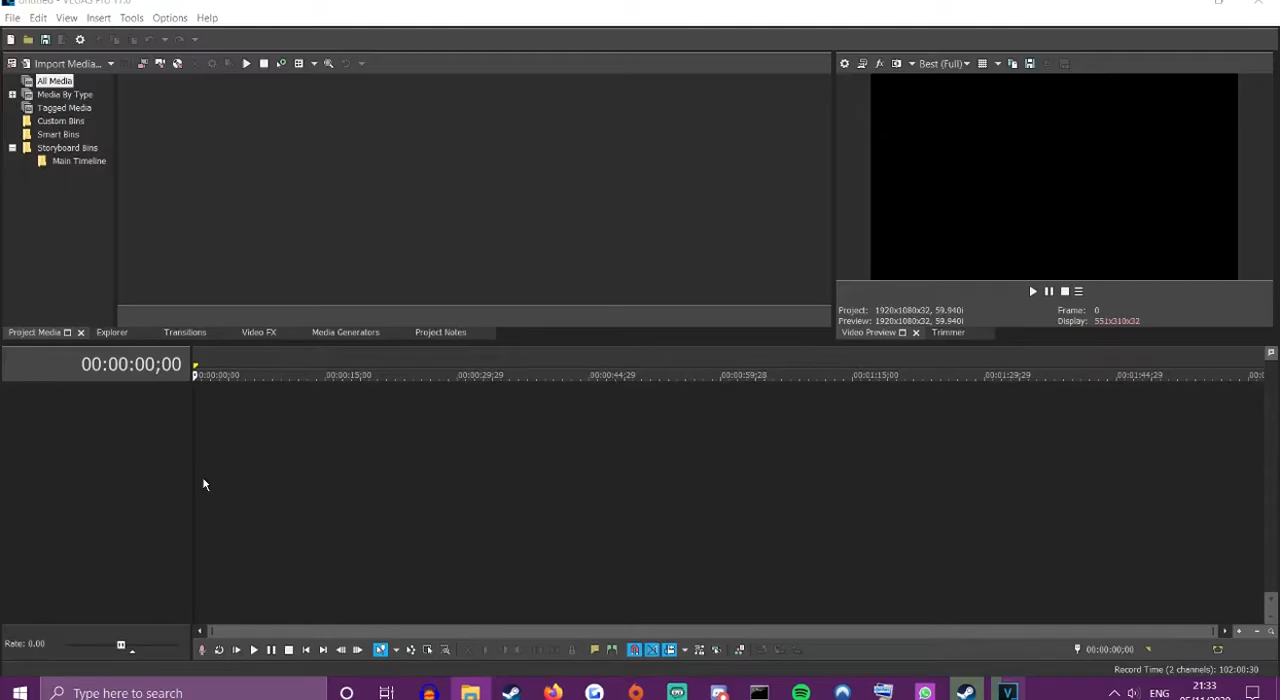 File Edit View Insert Tools Options Help
Import Media... Best (Full)
All Media
Media By Type
Tagged Media
Custom Bins
Smart Bins
Storyboard Bins
Main Timeline
Project: 1920x1080x32, 59.940i Frame: 0
Preview: 1920x1080x32, 59.940i Display: 551x310x32
Project Media Explorer Transitions Video FX Media Generators Project Notes Video Preview Trimmer
00:00:00;00
00:00:15;00 00:00:29;29 00:00:44;29 00:00:59;28 00:01:15;00 00:01:29;29 00:01:44;29
Rate: 0.00
00:00:00;00
Record Time (2 channels): 102:00:30
Type here to search ENG 21:33